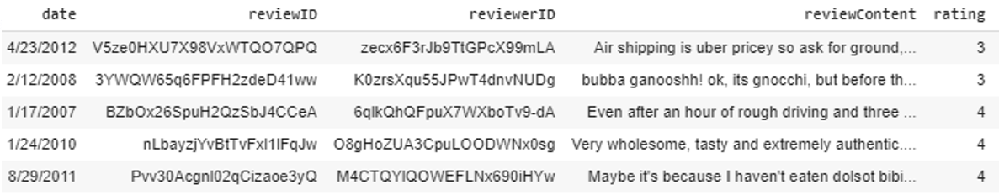 date reviewID reviewerID reviewContent rating
4/23/2012 V5ze0HXU7X98VxWTQO7QPQ zecx6F3rJb9TtGPcX99mLA Air shipping is uber pricey so ask for ground,... 3
2/12/2008 3YWQW65q6FPFH2zdeD41ww K0zrsXqu55JPwT4dnvNUDg bubba ganooshh! ok, its gnocchi, but before th... 3
1/17/2007 BZbOx26SpuH2QzSbJ4CCeA 6qlkQhQFpuX7WXboTv9-dA Even after an hour of rough driving and three ... 4
1/24/2010 nLbayzjYvBtTvFxl1lFqJw O8gHoZUA3CpuLOODWNx0sg Very wholesome, tasty and extremely authentic.... 4
8/29/2011 Pvv30Acgnl02qCizaoe3yQ M4CTQYlQOWEFLNx690iHYw Maybe it's because I haven't eaten dolsot bibi... 4